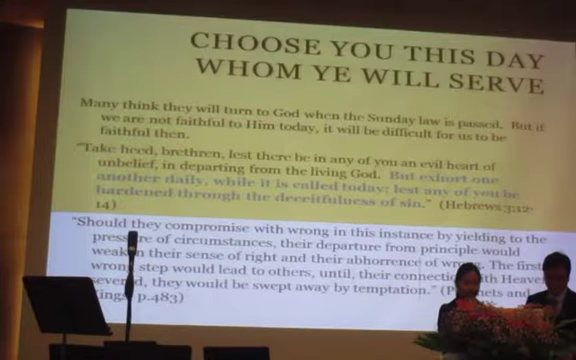 CHOOSE YOU THIS DAY
WHOM YE WILL SERVE
Many think they will turn to God when the Sunday law is passed. But if
we are not faithful to Him today, it will be difficult for us to be
faithful then.
"Take heed, brethren, lest there be in any of you an evil heart of
unbelief, in departing from the living God. But exhort one
another daily, while it is called today; lest any of you be
hardened through the deceitfulness of sin." (Hebrews 3:12-
14)
"Should they compromise with wrong in this instance by yielding to the
of circumstances, their departure from principle would
weaken their sense of right and their abhorrence of The first
wrong step would lead to others, until, their Heaven
severed, they would be swept away by temptation." and
p.483)